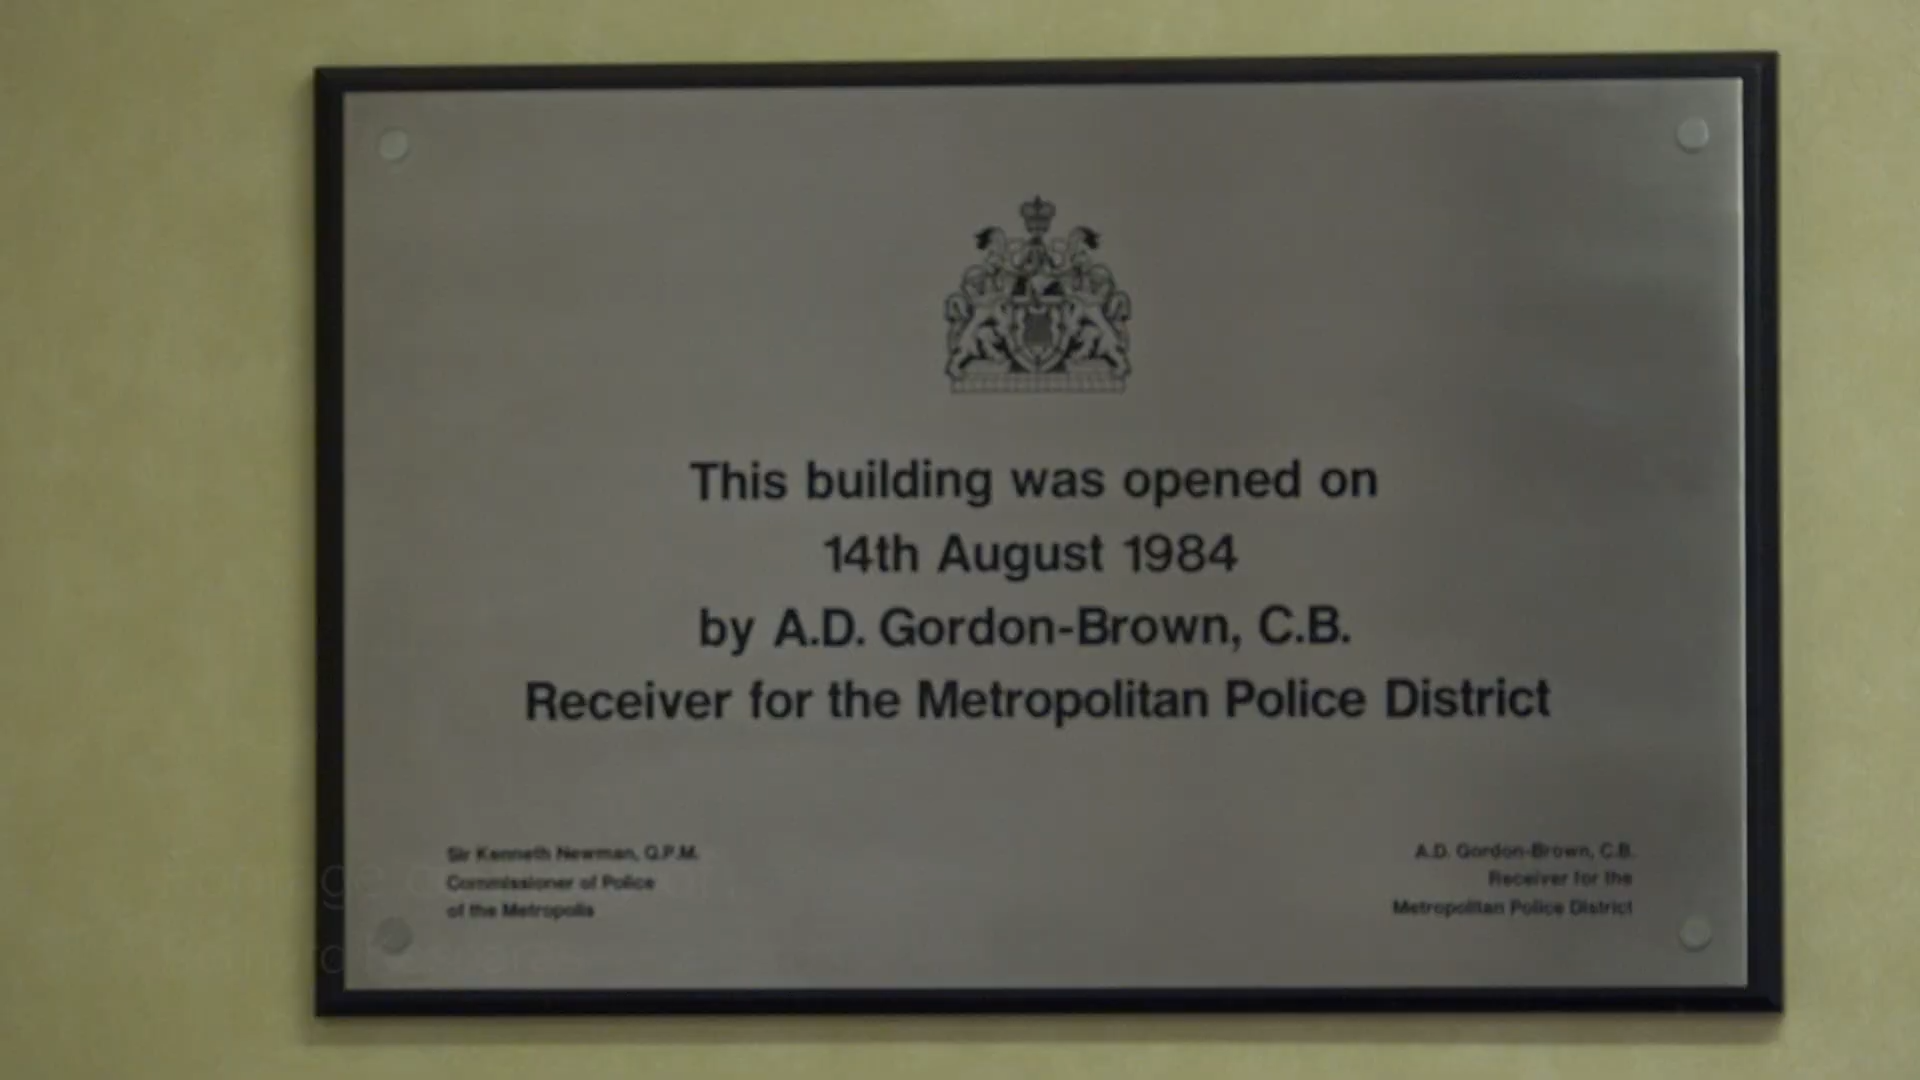 This building was opened on
14th August 1984
by A.D. Gordon-Brown, C.B.
Receiver for the Metropolitan Police District
Sir Kenneth Newman, Q.P.M.
Commissioner of Police
of the Metropolis
A.D. Gordon-Brown, C.B.
Receiver for the
Metropolitan Police District